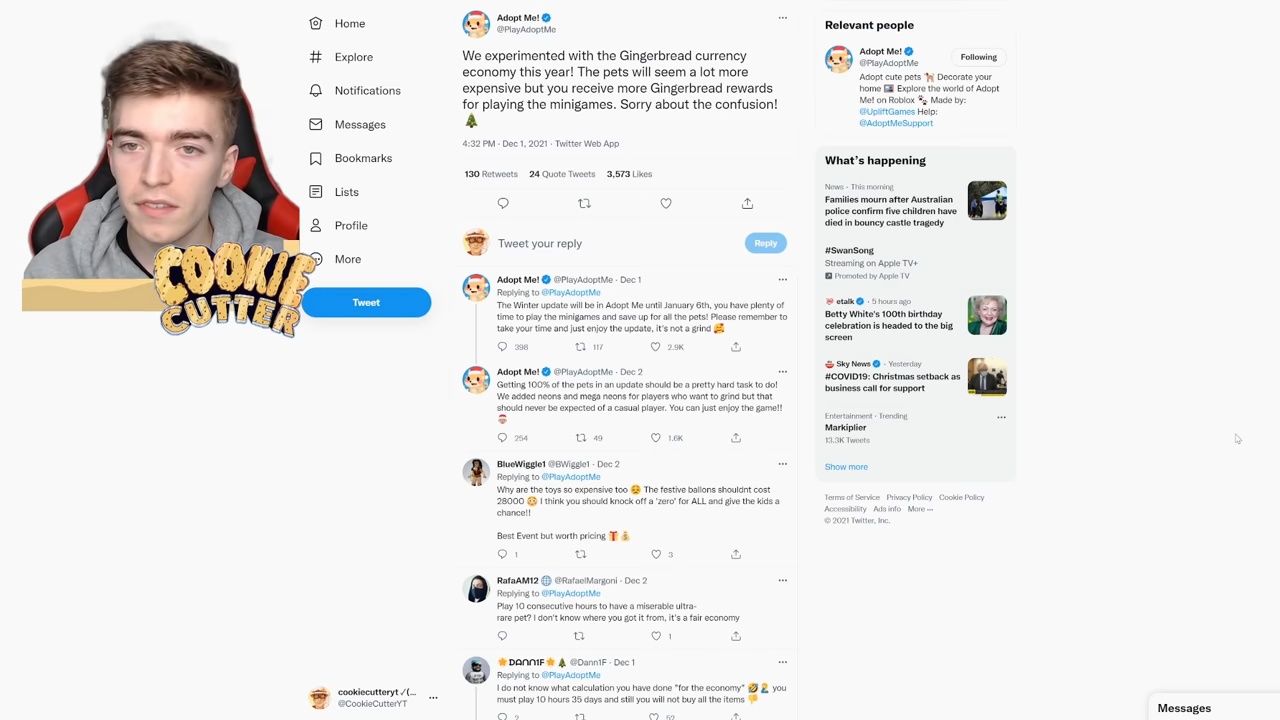 Home
Explore
Notifications
Messages
Bookmarks
Lists
Profile
More
Tweet
COOKIE
CUTTER
cookiecutteryt ✓(...
@CookieCutterYT
Adopt Me!
@PlayAdoptMe
We experimented with the Gingerbread currency
economy this year! The pets will seem a lot more
expensive but you receive more Gingerbread rewards
for playing the minigames. Sorry about the confusion!
🎄
4:32 PM · Dec 1, 2021 · Twitter Web App
130 Retweets 24 Quote Tweets 3,573 Likes
Tweet your reply
Reply
Adopt Me! @PlayAdoptMe · Dec 1
Replying to @PlayAdoptMe
The Winter update will be in Adopt Me until January 6th, you have plenty of
time to play the minigames and save up for all the pets! Please remember to
take your time and just enjoy the update, it's not a grind 🥰
398 117 2.9K
Adopt Me! @PlayAdoptMe · Dec 2
Replying to @PlayAdoptMe
Getting 100% of the pets in an update should be a pretty hard task to do!
We added neons and mega neons for players who want to grind but that
should never be expected of a casual player. You can just enjoy the game!!
🎅
254 49 1.6K
BlueWiggle1 @BWiggle1 · Dec 2
Replying to @PlayAdoptMe
Why are the toys so expensive too 😩 The festive ballons shouldnt cost
28000 😳 I think you should knock off a 'zero' for ALL and give the kids a
chance!!
Best Event but worth pricing 🎁💰
1 3
RafaAM12 🌐 @RafaelMargoni · Dec 2
Replying to @PlayAdoptMe
Play 10 consecutive hours to have a miserable ultra-
rare pet? I don't know where you got it from, it's a fair economy
1
DANN1F @Dann1F · Dec 1
Replying to @PlayAdoptMe
I do not know what calculation you have done "for the economy" 🤣🤦 you
must play 10 hours 35 days and still you will not buy all the items 👎
2 52
Relevant people
Adopt Me!
@PlayAdoptMe
Following
Adopt cute pets 🐕 Decorate your
home 🖼 Explore the world of Adopt
Me! on Roblox 🐾 Made by:
@UpliftGames Help:
@AdoptMeSupport
What's happening
News · This morning
Families mourn after Australian
police confirm five children have
died in bouncy castle tragedy
#SwanSong
Streaming on Apple TV+
Promoted by Apple TV
etalk · 5 hours ago
Betty White's 100th birthday
celebration is headed to the big
screen
Sky News · Yesterday
#COVID19: Christmas setback as
business call for support
Entertainment · Trending
Markiplier
13.3K Tweets
Show more
Terms of Service Privacy Policy Cookie Policy
Accessibility Ads info More ···
© 2021 Twitter, Inc.
Messages